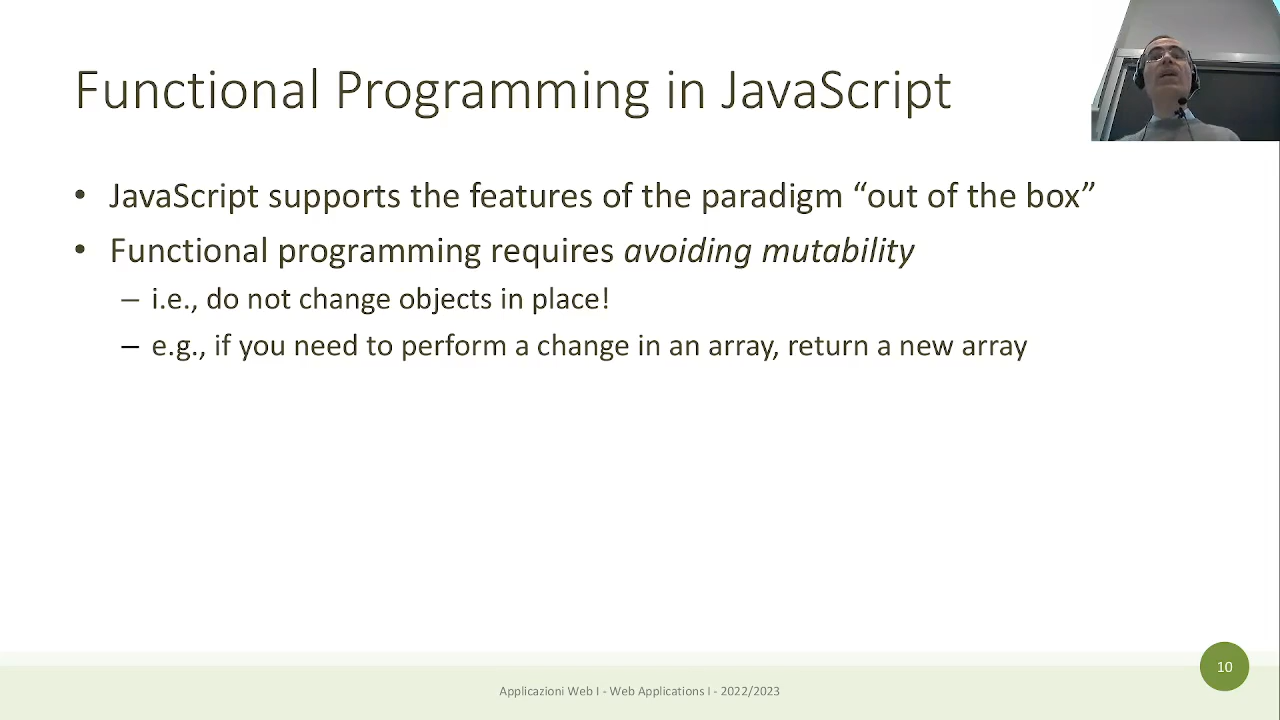 Functional Programming in JavaScript
• JavaScript supports the features of the paradigm “out of the box”
• Functional programming requires avoiding mutability
– i.e., do not change objects in place!
– e.g., if you need to perform a change in an array, return a new array
10
Applicazioni Web I - Web Applications I - 2022/2023